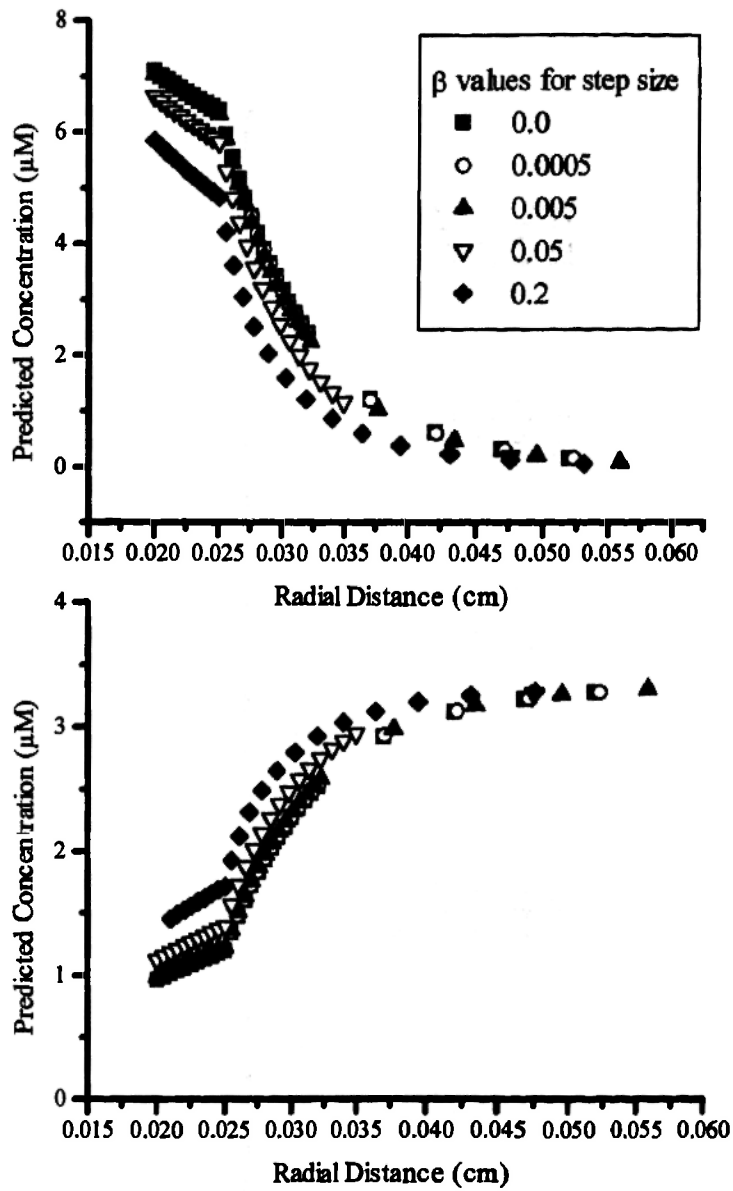 8
6
4
2
0
Predicted Concentration (µM)
β values for step size
0.0
0.0005
0.005
0.05
0.2
0.015 0.020 0.025 0.030 0.035 0.040 0.045 0.050 0.055 0.060
Radial Distance (cm)
4
3
2
1
0
Predicted Concentration (µM)
0.015 0.020 0.025 0.030 0.035 0.040 0.045 0.050 0.055 0.060
Radial Distance (cm)